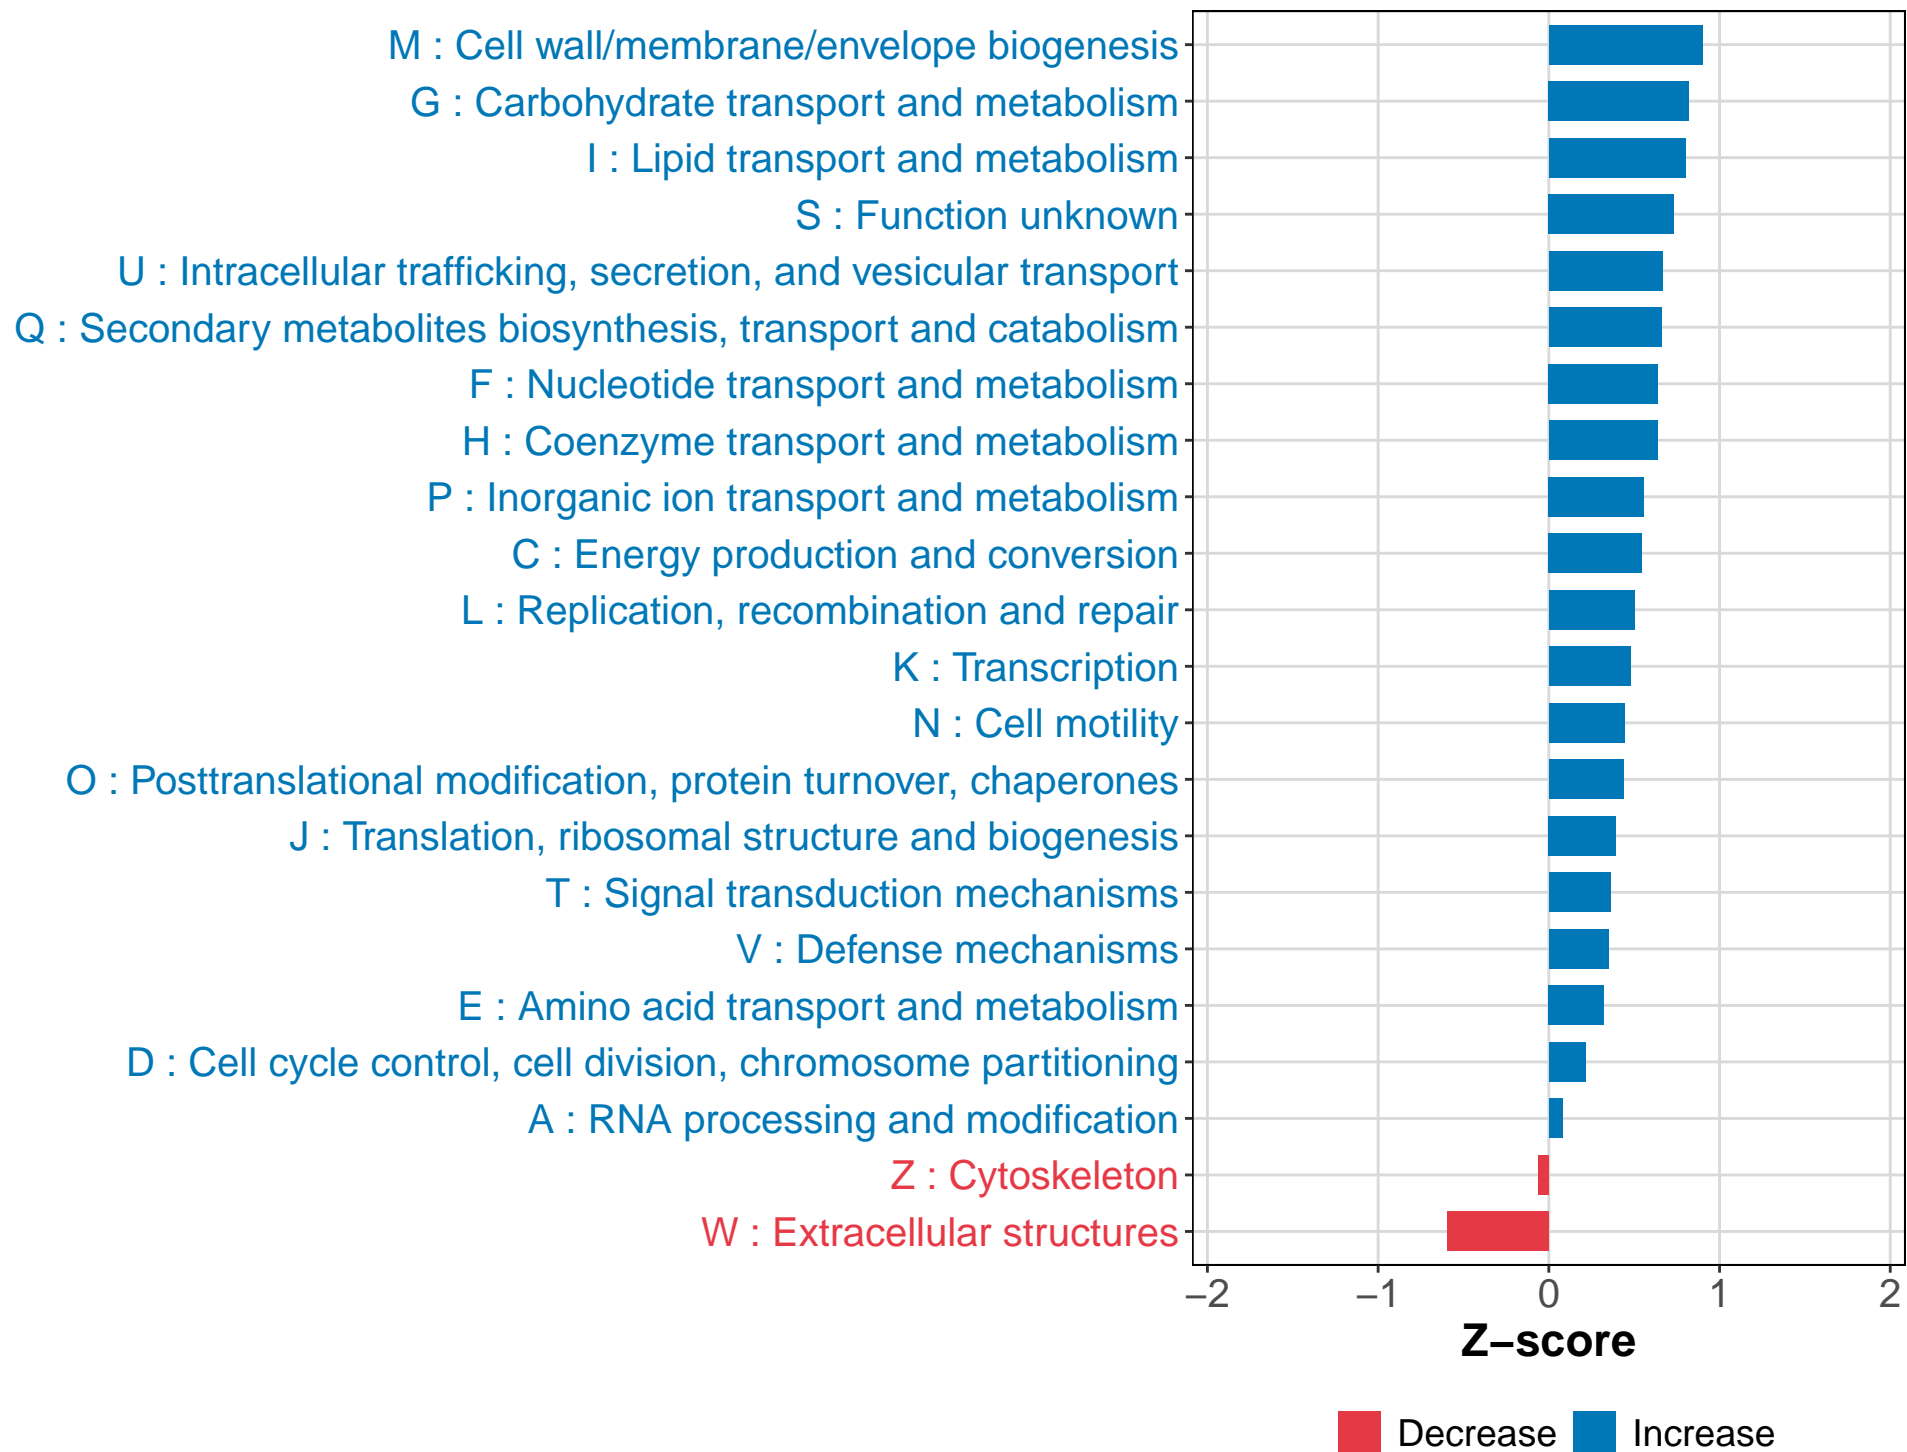 M : Cell wall/membrane/envelope biogenesis
G : Carbohydrate transport and metabolism
I : Lipid transport and metabolism
S : Function unknown
U : Intracellular trafficking, secretion, and vesicular transport
Q : Secondary metabolites biosynthesis, transport and catabolism
F : Nucleotide transport and metabolism
H : Coenzyme transport and metabolism
P : Inorganic ion transport and metabolism
C : Energy production and conversion
L : Replication, recombination and repair
K : Transcription
N : Cell motility
O : Posttranslational modification, protein turnover, chaperones
J : Translation, ribosomal structure and biogenesis
T : Signal transduction mechanisms
V : Defense mechanisms
E : Amino acid transport and metabolism
D : Cell cycle control, cell division, chromosome partitioning
A : RNA processing and modification
Z : Cytoskeleton
W : Extracellular structures
−2 −1 0 1 2
Z−score
Decrease Increase